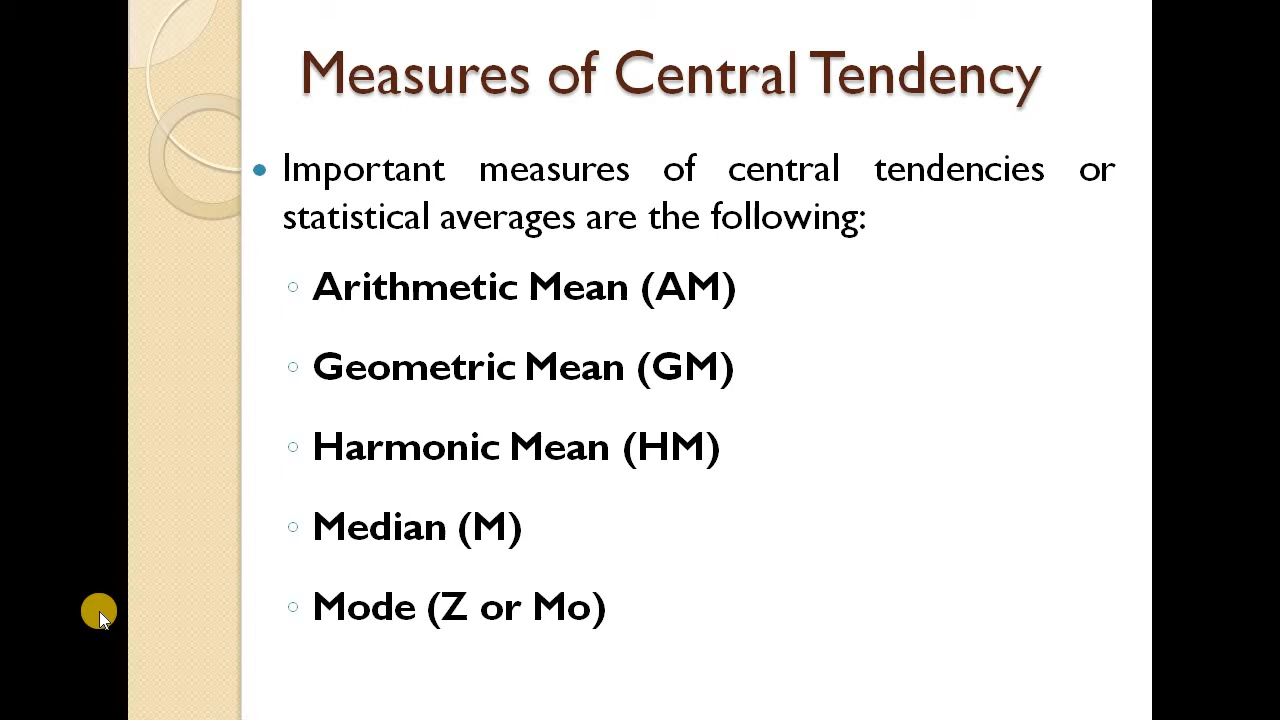 Measures of Central Tendency
Important measures of central tendencies or
statistical averages are the following:
Arithmetic Mean (AM)
Geometric Mean (GM)
Harmonic Mean (HM)
Median (M)
Mode (Z or Mo)